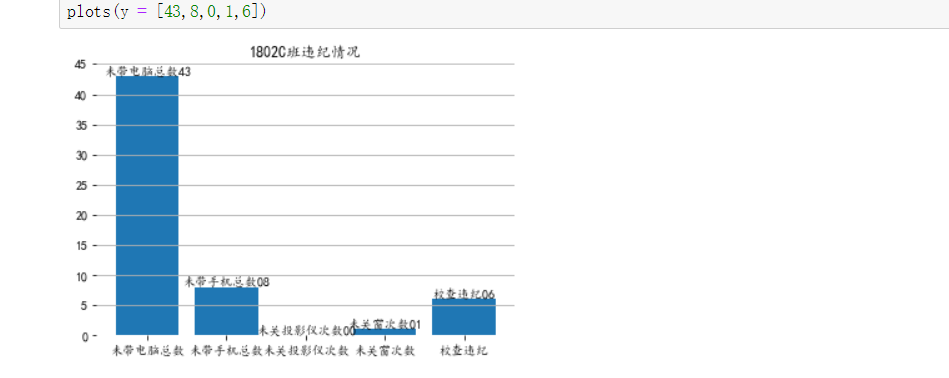 plots(y = [43,8,0,1,6])
1802C班违纪情况
45
未带电脑总数43
40
35
30
25
20
15
10
未带手机总数08
5
校查违纪06
未关窗次数01
未关投影仪次数00
0
未带电脑总数 未带手机总数 未关投影仪次数 未关窗次数 校查违纪